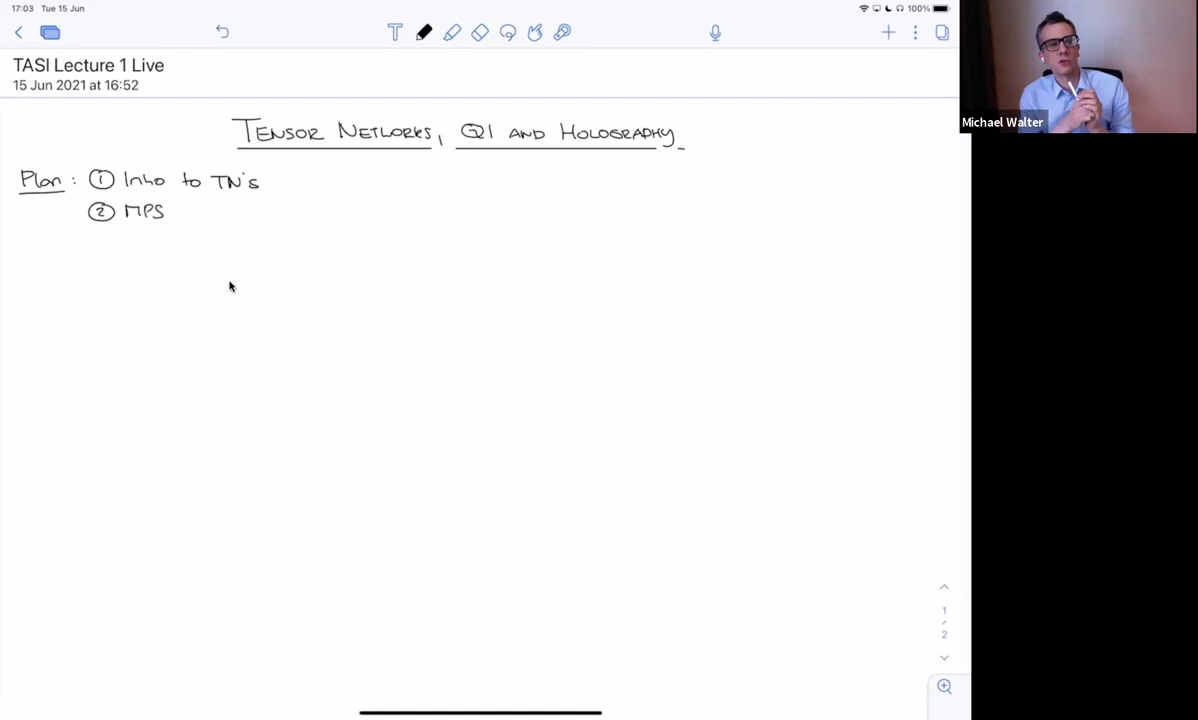 17:03 Tue 15 Jun
100%
TASI Lecture 1 Live
15 Jun 2021 at 16:52
TENSOR NETWORKS, QI AND HOLOGRAPHY
Plan: ① Intro to TN's
② MPS
Michael Walter
1
/
2